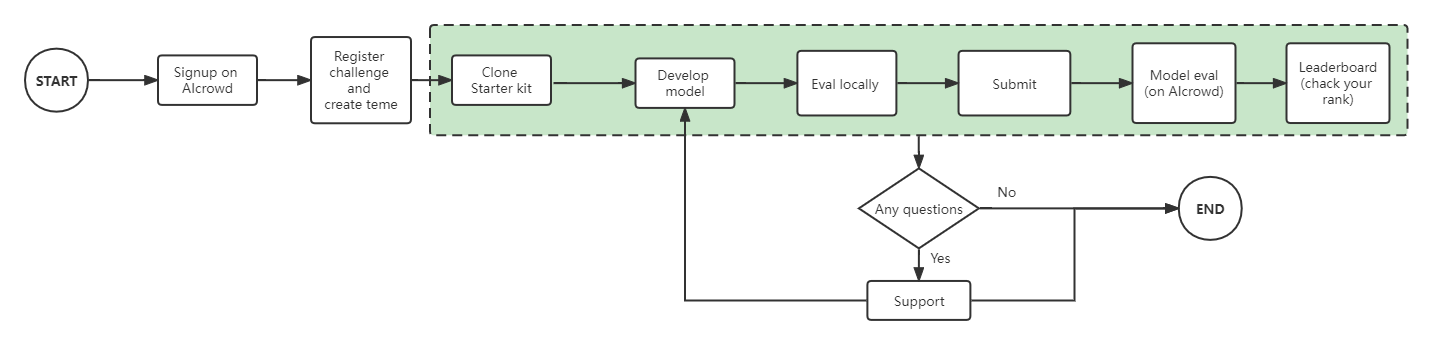 START
Signup on
AIcrowd
Register
challenge
and
create teme
Clone
Starter kit
Develop
model
Eval locally
Submit
Model eval
(on AIcrowd)
Leaderboard
(chack your
rank)
Any questions
No
END
Yes
Support